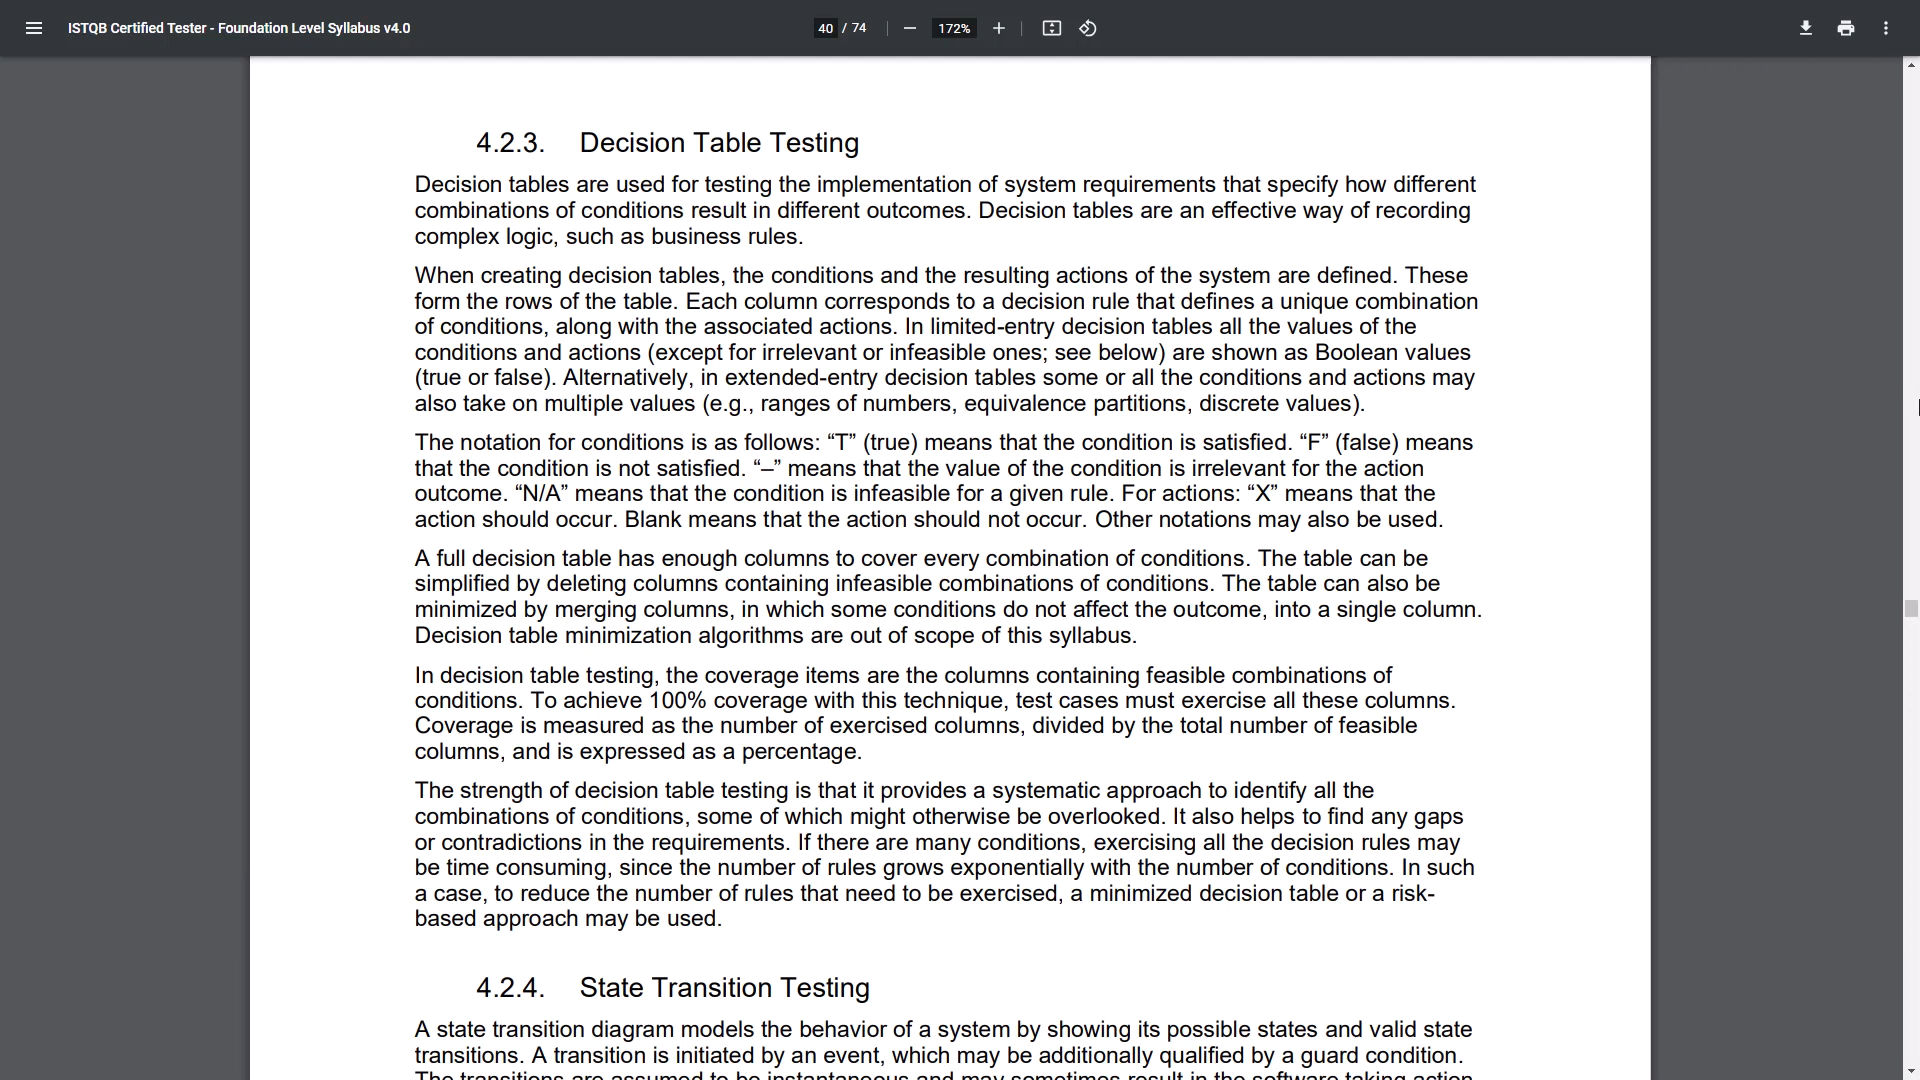 ISTQB Certified Tester - Foundation Level Syllabus v4.0
40 / 74
172%
4.2.3. Decision Table Testing
Decision tables are used for testing the implementation of system requirements that specify how different
combinations of conditions result in different outcomes. Decision tables are an effective way of recording
complex logic, such as business rules.
When creating decision tables, the conditions and the resulting actions of the system are defined. These
form the rows of the table. Each column corresponds to a decision rule that defines a unique combination
of conditions, along with the associated actions. In limited-entry decision tables all the values of the
conditions and actions (except for irrelevant or infeasible ones; see below) are shown as Boolean values
(true or false). Alternatively, in extended-entry decision tables some or all the conditions and actions may
also take on multiple values (e.g., ranges of numbers, equivalence partitions, discrete values).
The notation for conditions is as follows: “T” (true) means that the condition is satisfied. “F” (false) means
that the condition is not satisfied. “–” means that the value of the condition is irrelevant for the action
outcome. “N/A” means that the condition is infeasible for a given rule. For actions: “X” means that the
action should occur. Blank means that the action should not occur. Other notations may also be used.
A full decision table has enough columns to cover every combination of conditions. The table can be
simplified by deleting columns containing infeasible combinations of conditions. The table can also be
minimized by merging columns, in which some conditions do not affect the outcome, into a single column.
Decision table minimization algorithms are out of scope of this syllabus.
In decision table testing, the coverage items are the columns containing feasible combinations of
conditions. To achieve 100% coverage with this technique, test cases must exercise all these columns.
Coverage is measured as the number of exercised columns, divided by the total number of feasible
columns, and is expressed as a percentage.
The strength of decision table testing is that it provides a systematic approach to identify all the
combinations of conditions, some of which might otherwise be overlooked. It also helps to find any gaps
or contradictions in the requirements. If there are many conditions, exercising all the decision rules may
be time consuming, since the number of rules grows exponentially with the number of conditions. In such
a case, to reduce the number of rules that need to be exercised, a minimized decision table or a risk-
based approach may be used.
4.2.4. State Transition Testing
A state transition diagram models the behavior of a system by showing its possible states and valid state
transitions. A transition is initiated by an event, which may be additionally qualified by a guard condition.
The transitions are assumed to be instantaneous and may sometimes result in the software taking action